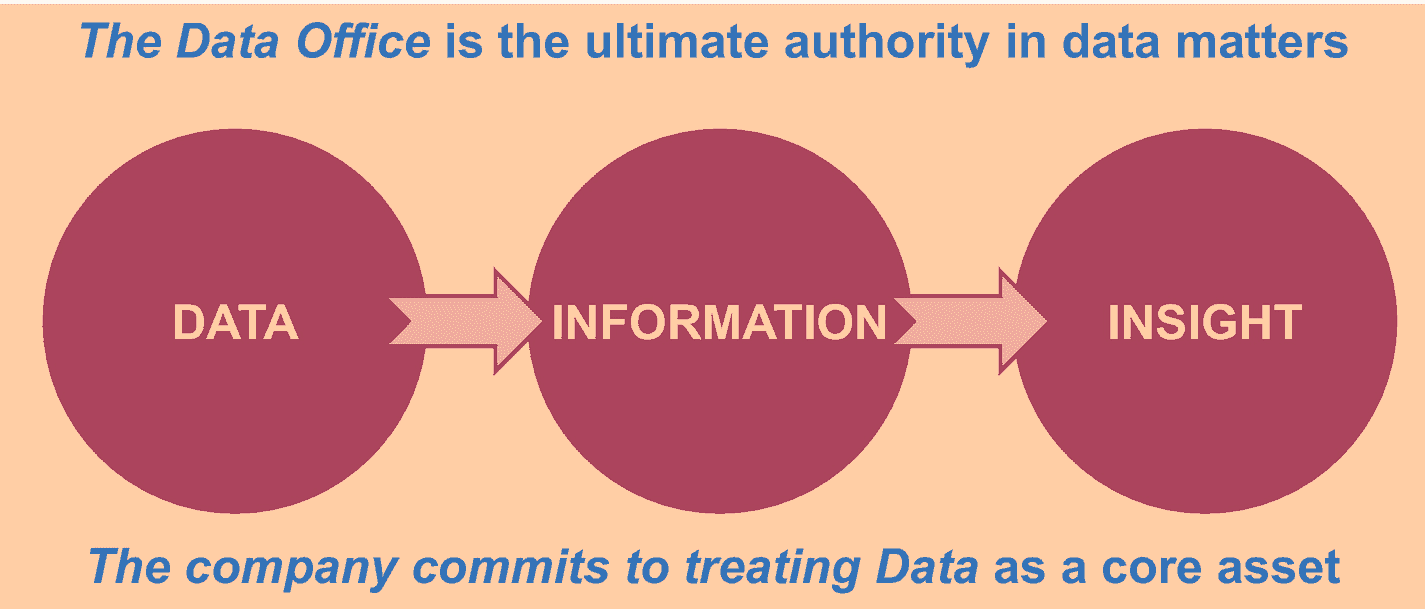 The Data Office is the ultimate authority in data matters
DATA
INFORMATION
INSIGHT
The company commits to treating Data as a core asset